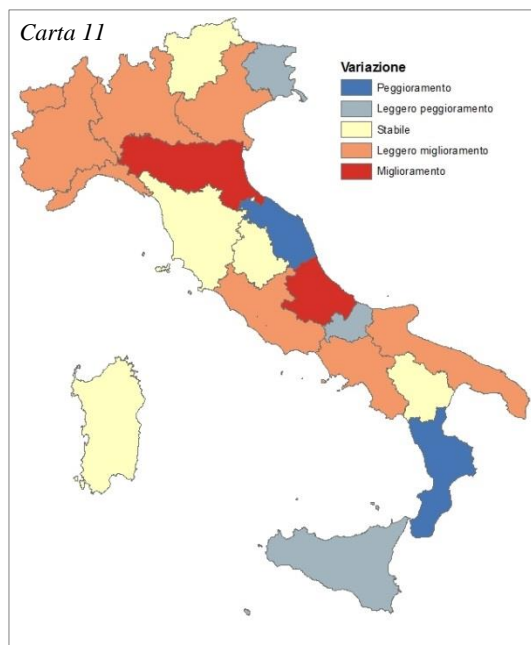 Carta 11
Variazione
Peggioramento
Leggero peggioramento
Stabile
Leggero miglioramento
Miglioramento